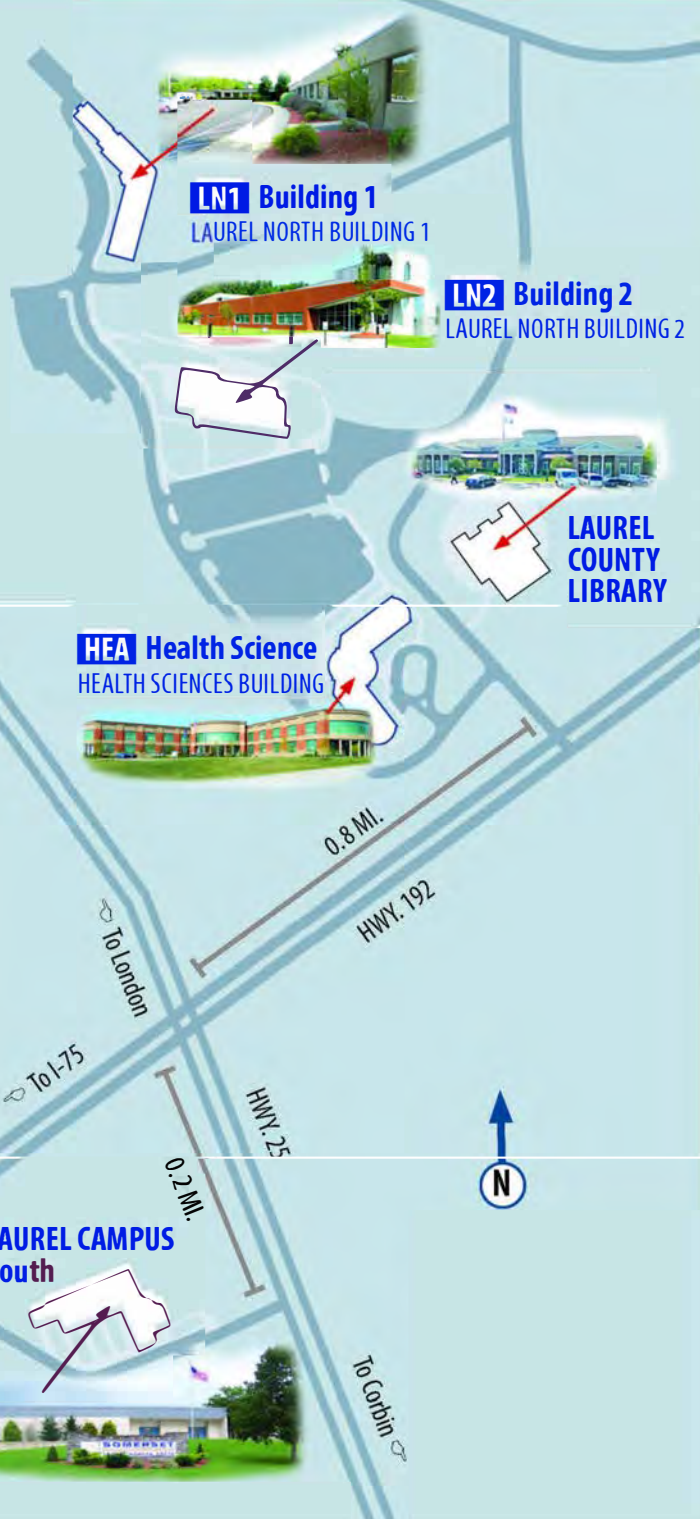 LN1 Building 1
LAUREL NORTH BUILDING 1
LN2 Building 2
LAUREL NORTH BUILDING 2
LAUREL
COUNTY
LIBRARY
HEA Health Science
HEALTH SCIENCES BUILDING
0.8 MI.
HWY. 192
To London
To I-75
HWY. 25
0.2 MI.
N
AUREL CAMPUS
outh
To Corbin
SOMERSET